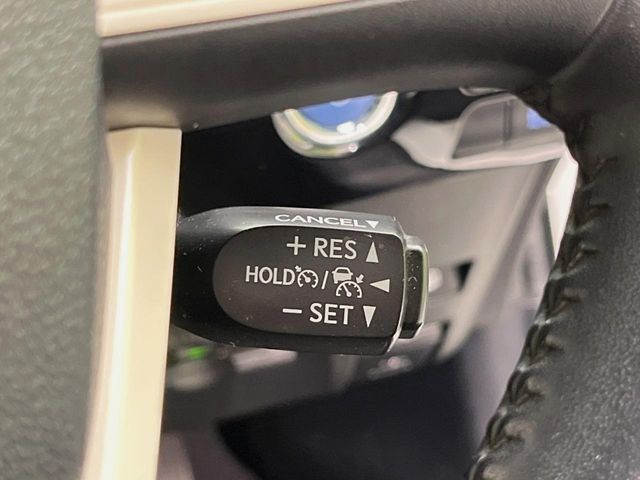 CANCEL▼
+ RES ▲
HOLD / ◀
− SET ▼